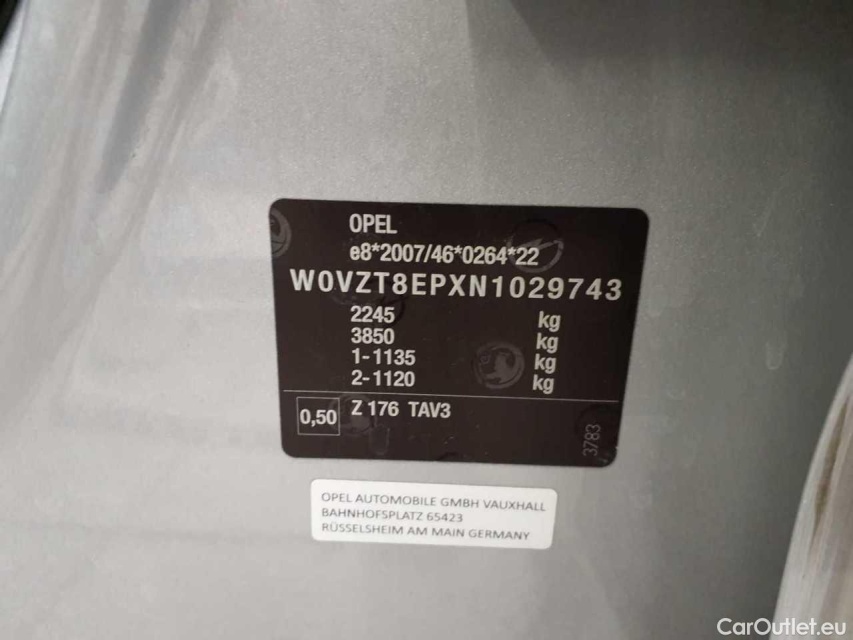 OPEL
e8*2007/46*0264*22
W0VZT8EPXN1029743
2245 kg
3850 kg
1-1135 kg
2-1120 kg
0,50 Z 176 TAV3
3783
OPEL AUTOMOBILE GMBH VAUXHALL
BAHNHOFSPLATZ 65423
RÜSSELSHEIM AM MAIN GERMANY
CarOutlet.eu